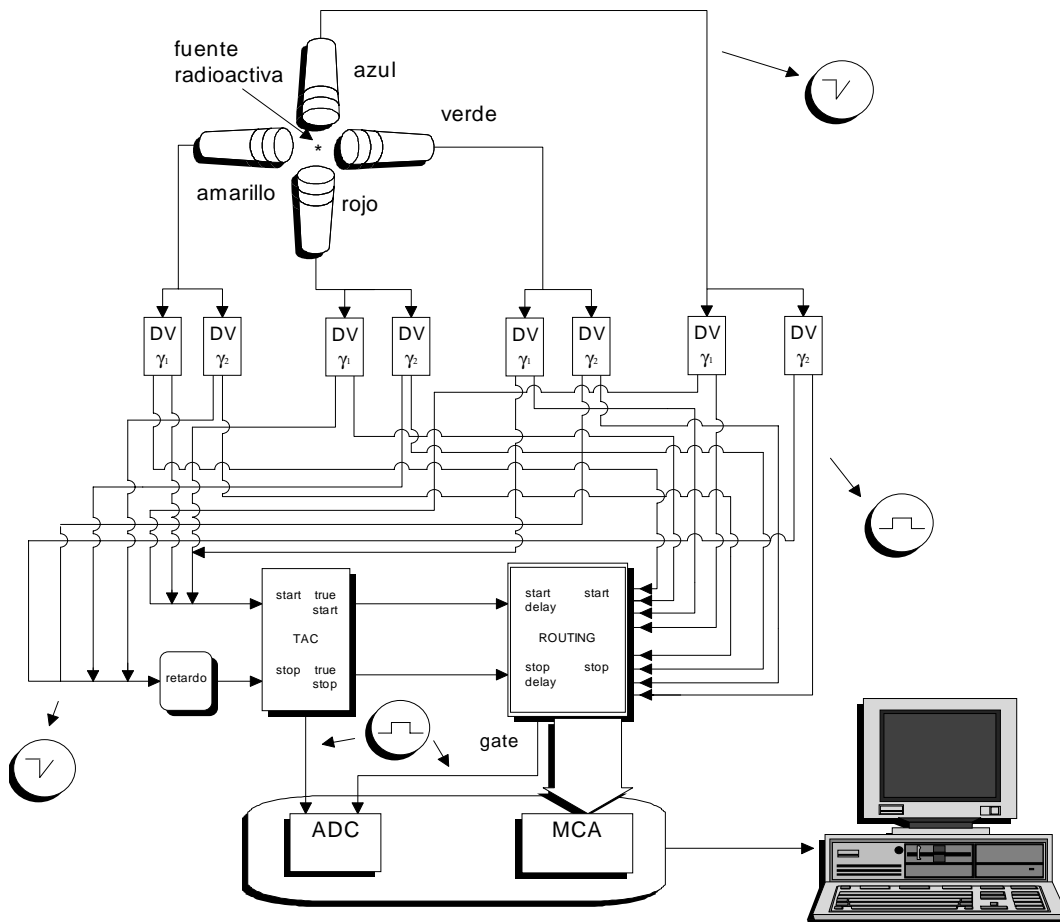 fuente
radioactiva
azul
verde
amarillo
rojo
DV
γ1
DV
γ2
DV
γ1
DV
γ2
DV
γ1
DV
γ2
DV
γ1
DV
γ2
start true
start
TAC
stop true
stop
start start
delay
ROUTING
stop stop
delay
retardo
gate
ADC
MCA